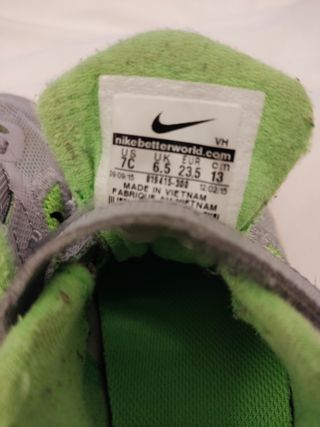 VH
nikebetterworld.com
US UK EUR cm
7C 6.5 23.5 13
09/09/15 818415-300 12/02/15
MADE IN VIETNAM
FABRIQUE AU VIETNAM